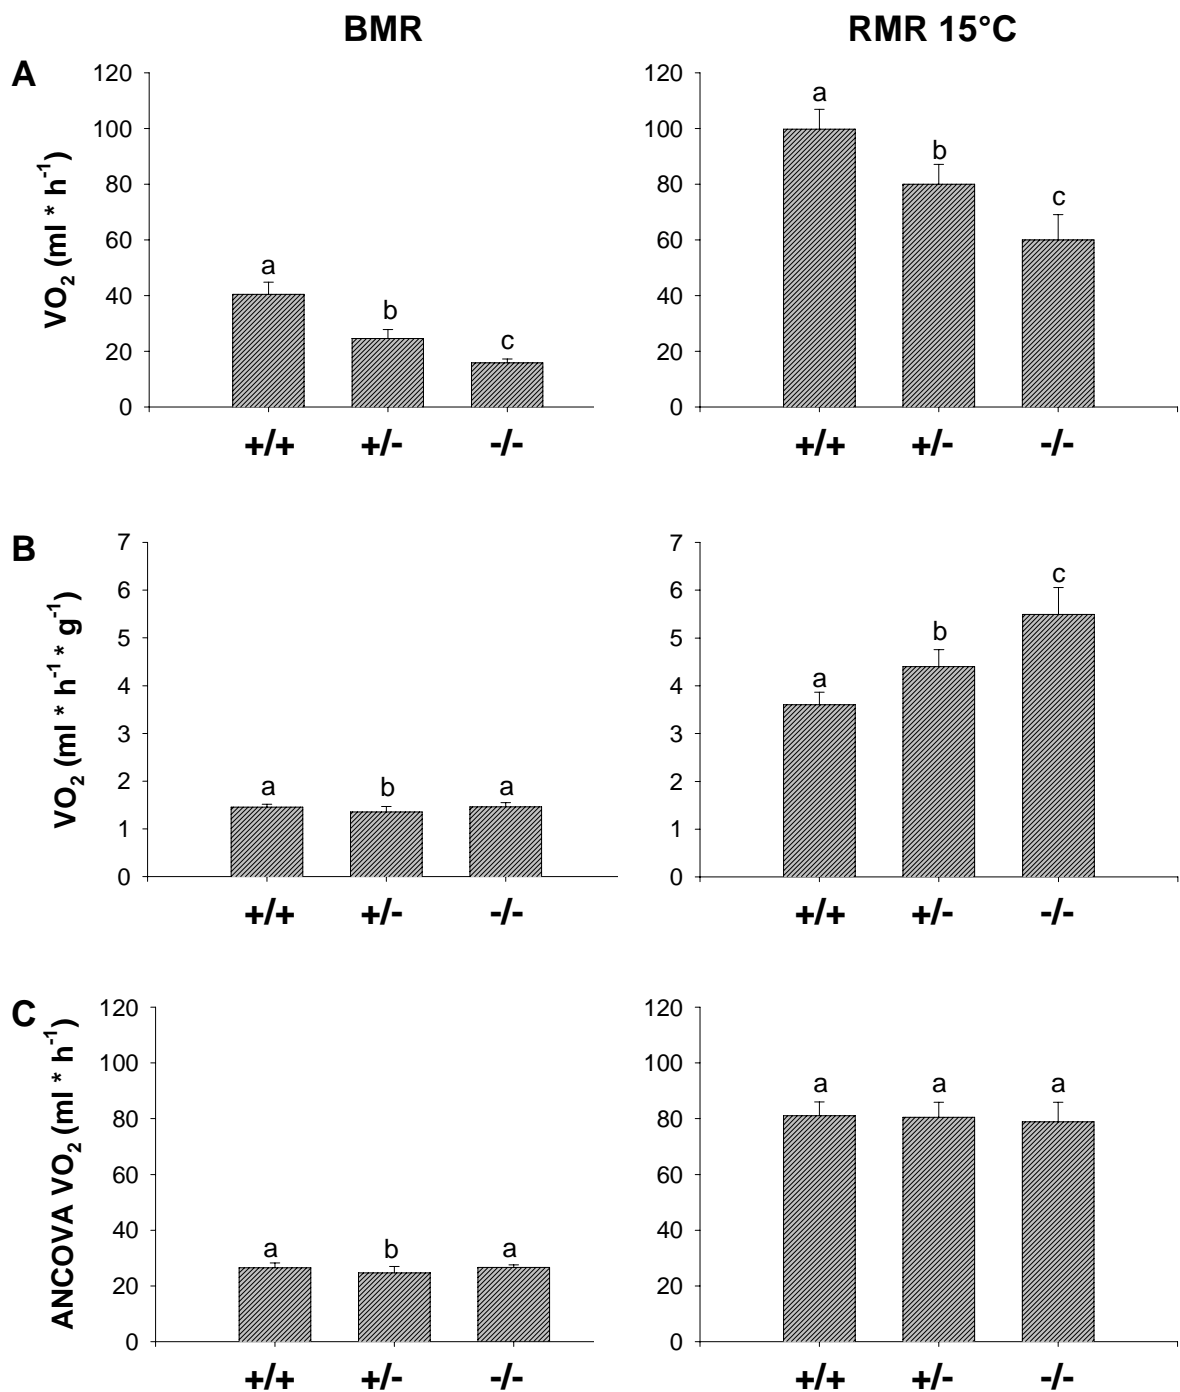 BMR
RMR 15°C
A
VO2 (ml * h-1)
120
100
80
60
40
20
0
a
b
c
+/+
+/-
-/-
120
100
80
60
40
20
0
a
b
c
+/+
+/-
-/-
B
VO2 (ml * h-1 * g-1)
7
6
5
4
3
2
1
0
a
b
a
+/+
+/-
-/-
7
6
5
4
3
2
1
0
a
b
c
+/+
+/-
-/-
C
ANCOVA VO2 (ml * h-1)
120
100
80
60
40
20
0
a
b
a
+/+
+/-
-/-
120
100
80
60
40
20
0
a
a
a
+/+
+/-
-/-